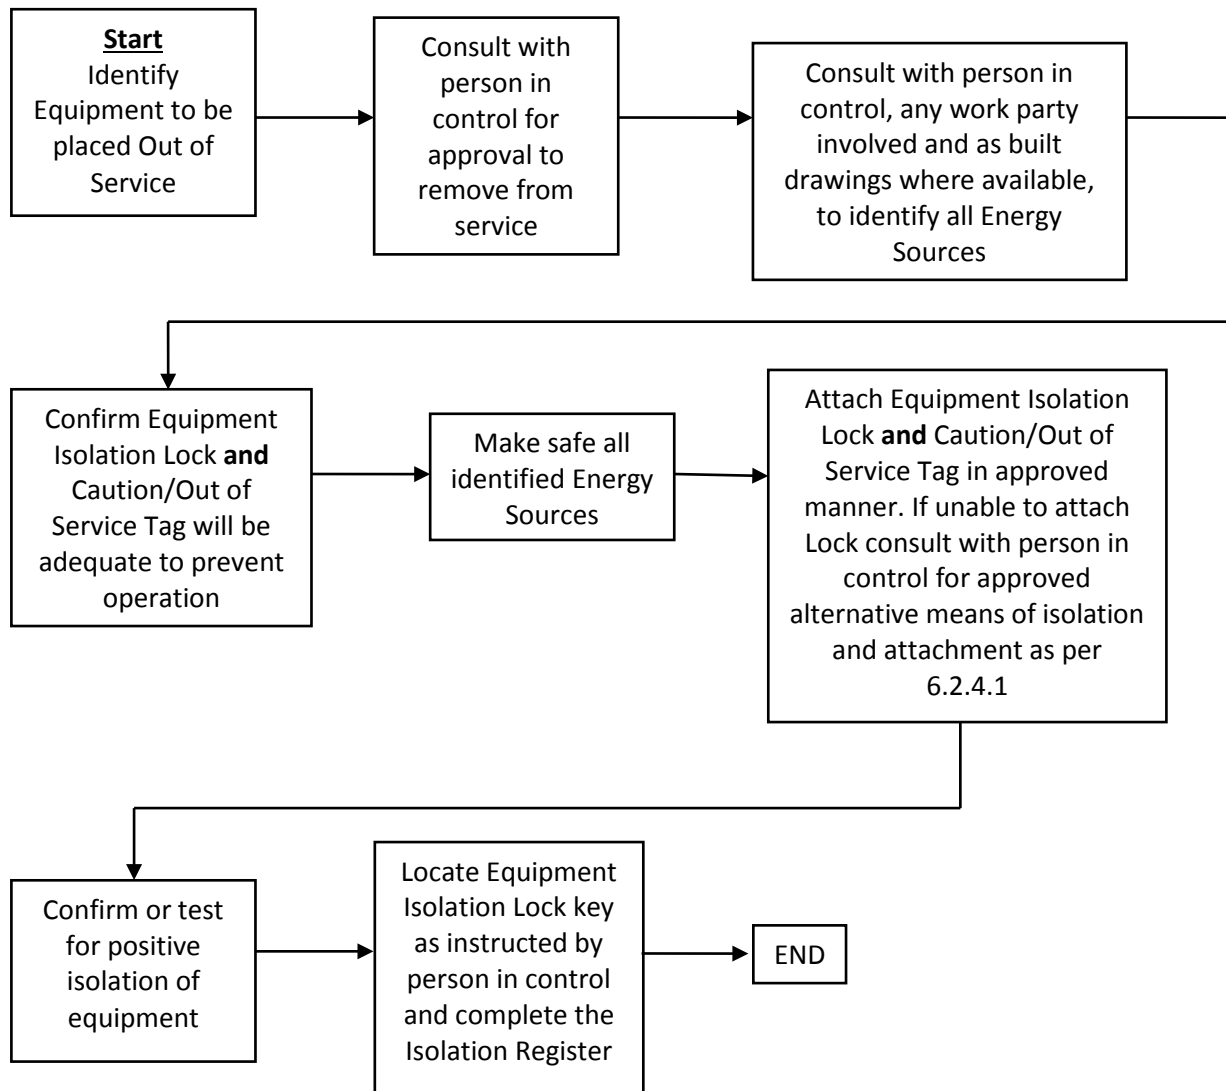 Start
Identify
Equipment to be
placed Out of
Service
Consult with
person in
control for
approval to
remove from
service
Consult with person in
control, any work party
involved and as built
drawings where available,
to identify all Energy
Sources
Confirm Equipment
Isolation Lock and
Caution/Out of
Service Tag will be
adequate to prevent
operation
Make safe all
identified Energy
Sources
Attach Equipment Isolation
Lock and Caution/Out of
Service Tag in approved
manner. If unable to attach
Lock consult with person in
control for approved
alternative means of isolation
and attachment as per
6.2.4.1
Confirm or test
for positive
isolation of
equipment
Locate Equipment
Isolation Lock key
as instructed by
person in control
and complete the
Isolation Register
END